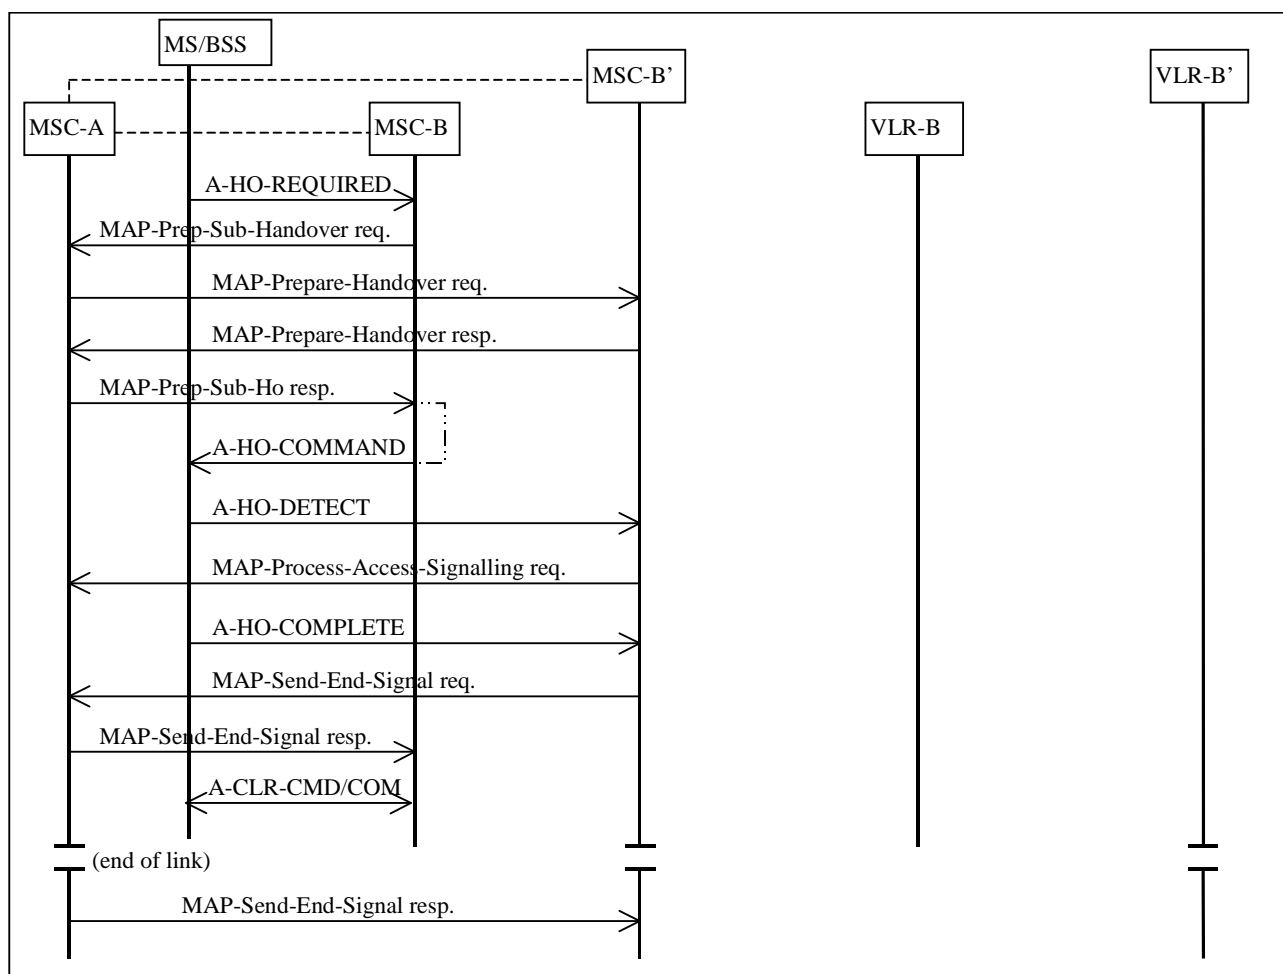 MS/BSS
MSC-B’
VLR-B’
MSC-A
MSC-B
VLR-B
A-HO-REQUIRED
MAP-Prep-Sub-Handover req.
MAP-Prepare-Handover req.
MAP-Prepare-Handover resp.
MAP-Prep-Sub-Ho resp.
A-HO-COMMAND
A-HO-DETECT
MAP-Process-Access-Signalling req.
A-HO-COMPLETE
MAP-Send-End-Signal req.
MAP-Send-End-Signal resp.
A-CLR-CMD/COM
(end of link)
MAP-Send-End-Signal resp.